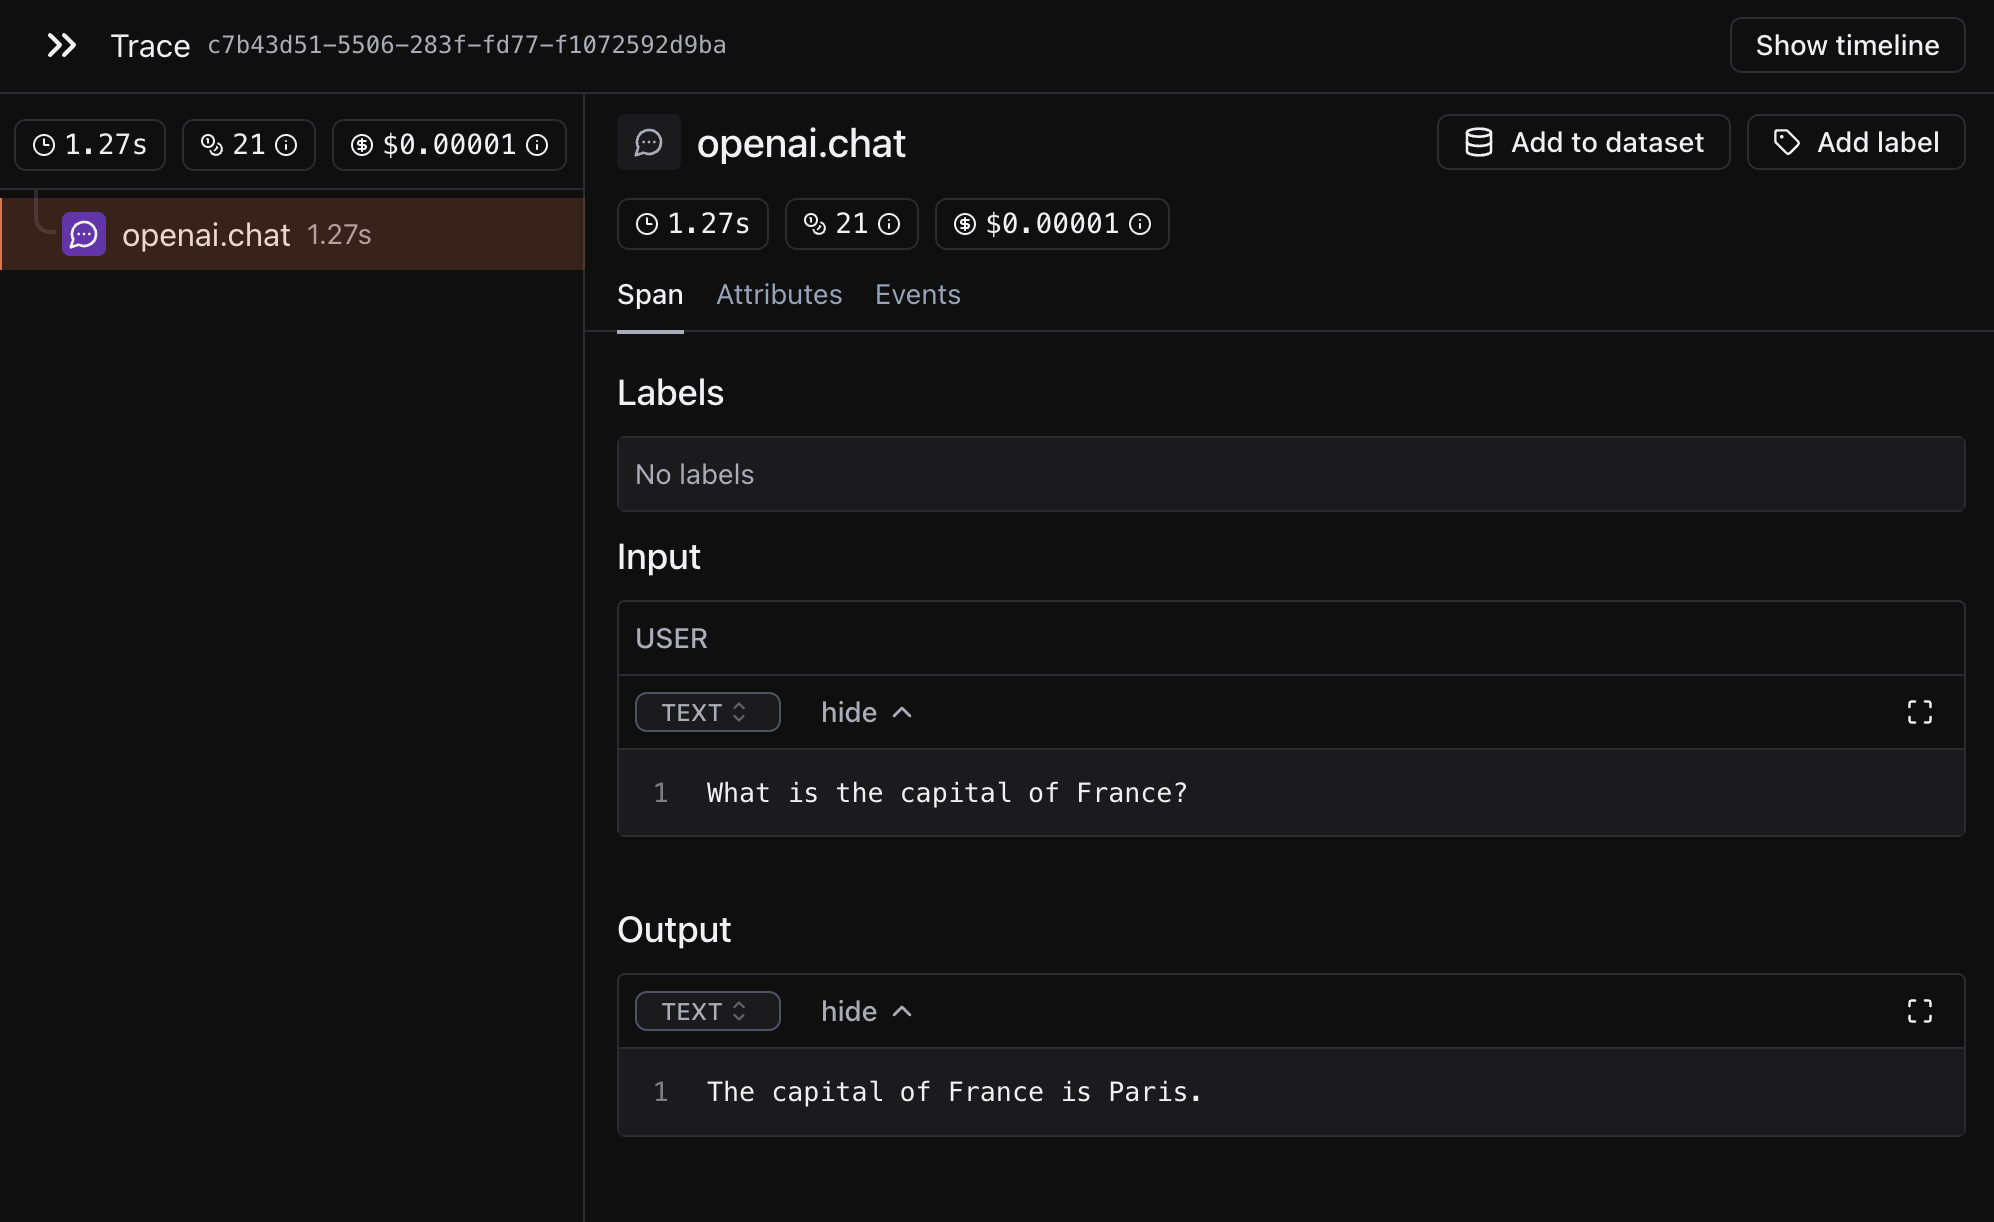 Trace c7b43d51-5506-283f-fd77-f1072592d9ba
Show timeline
1.27s 21 $0.00001
openai.chat 1.27s
openai.chat
Add to dataset
Add label
1.27s 21 $0.00001
Span Attributes Events
Labels
No labels
Input
USER
TEXT hide
1 What is the capital of France?
Output
TEXT hide
1 The capital of France is Paris.